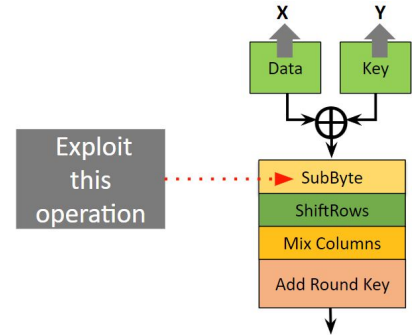 X Y
Data Key
Exploit
this
operation
SubByte
ShiftRows
Mix Columns
Add Round Key